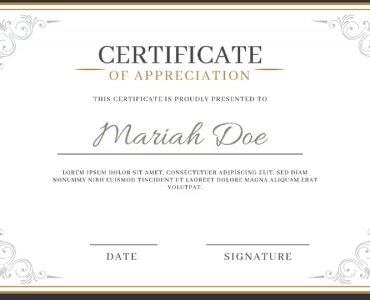 CERTIFICATE
OF APPRECIATION
THIS CERTIFICATE IS PROUDLY PRESENTED TO
Mariah Doe
LOREM IPSUM DOLOR SIT AMET, CONSECTETUER ADIPISCING ELIT, SED DIAM
NONUMMY NIBH EUISMOD TINCIDUNT UT LAOREET DOLORE MAGNA ALIQUAM ERAT
VOLUTPAT.
DATE
SIGNATURE